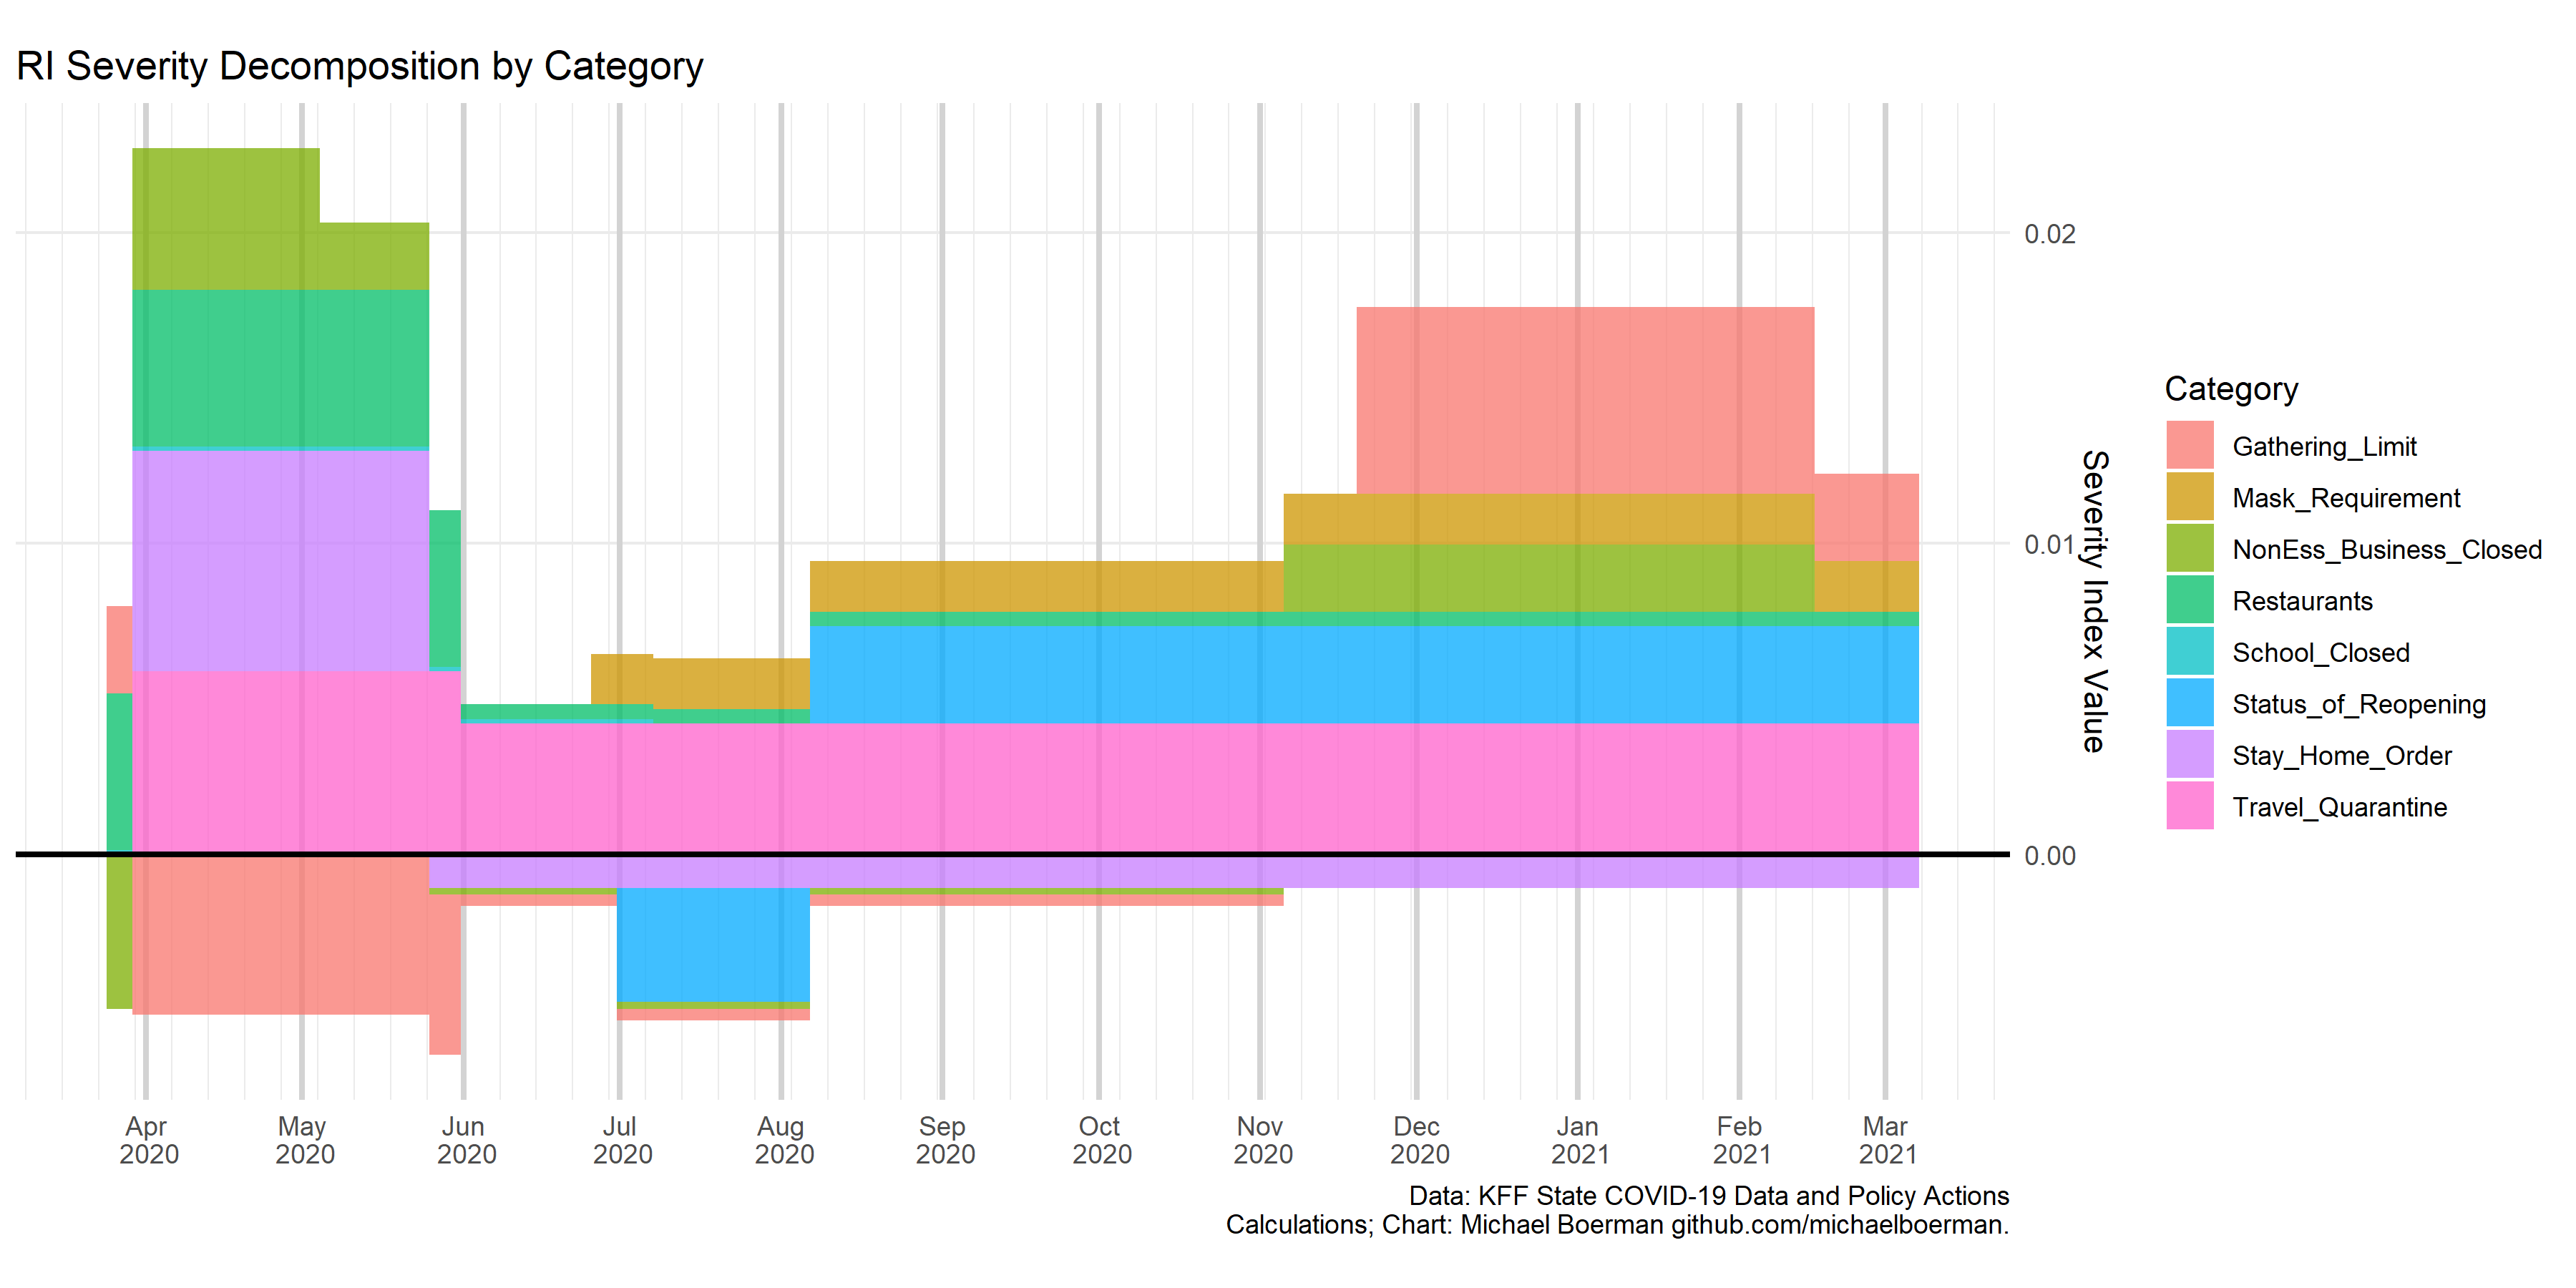 RI Severity Decomposition by Category
0.02
0.01
0.00
Severity Index Value
Category
Gathering_Limit
Mask_Requirement
NonEss_Business_Closed
Restaurants
School_Closed
Status_of_Reopening
Stay_Home_Order
Travel_Quarantine
Apr
2020
May
2020
Jun
2020
Jul
2020
Aug
2020
Sep
2020
Oct
2020
Nov
2020
Dec
2020
Jan
2021
Feb
2021
Mar
2021
Data: KFF State COVID-19 Data and Policy Actions
Calculations; Chart: Michael Boerman github.com/michaelboerman.